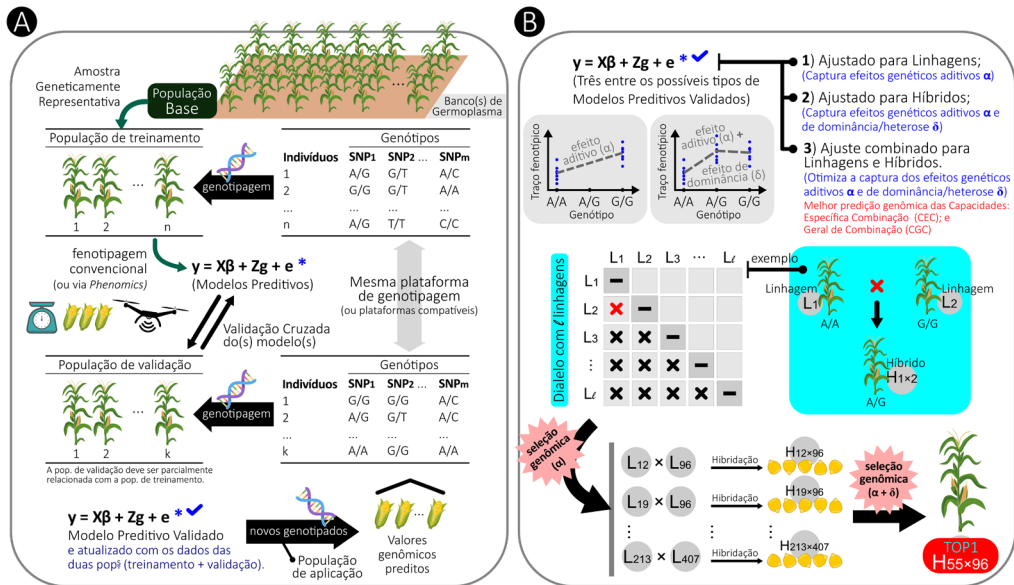 A
Amostra
Geneticamente
Representativa
População
Base
...
Banco(s) de
Germoplasma
População de treinamento
...
1 2 n
genotipagem
Genótipos
Indivíduos SNP1 SNP2 ... SNPm
1 A/G G/T A/C
2 G/G G/T A/A
... ... ...
n A/G T/T C/C
fenotipagem
convencional
(ou via Phenomics)
y = Xβ + Zg + e *
(Modelos Preditivos)
Validação Cruzada
do(s) modelo(s)
Mesma plataforma
de genotipagem
(ou plataformas compatíveis)
População de validação
...
1 2 k
genotipagem
Genótipos
Indivíduos SNP1 SNP2 ... SNPm
1 G/G G/G A/C
2 A/G G/T A/C
... ... ...
k A/A G/G A/A
A pop. de validação deve ser parcialmente
relacionada com a pop. de treinamento.
y = Xβ + Zg + e * ✔
Modelo Preditivo Validado
e atualizado com os dados das
duas popṣ (treinamento + validação).
novos genotipados
População
de aplicação
...
Valores
genômicos
preditos
B
y = Xβ + Zg + e * ✔
(Três entre os possíveis tipos de
Modelos Preditivos Validados)
1) Ajustado para Linhagens;
(Captura efeitos genéticos aditivos α)
2) Ajustado para Híbridos;
(Captura efeitos genéticos aditivos α e
de dominância/heterose δ)
3) Ajuste combinado para
Linhagens e Híbridos.
(Otimiza a captura dos efeitos genéticos
aditivos α e de dominância/heterose δ)
Melhor predição genômica das Capacidades:
Específica Combinação (CEC); e
Geral de Combinação (CGC)
Traço fenotípico
efeito
aditivo (α)
A/A A/G G/G
Genótipo
Traço fenotípico
efeito
aditivo (α) +
efeito de
dominância (δ)
A/A A/G G/G
Genótipo
Dialelo com ℓ linhagens
L1 L2 L3 ... Lℓ
L1
L2
L3
⋮
Lℓ
exemplo
Linhagem
L1
A/A
Linhagem
L2
G/G
Híbrido
H1×2
A/G
seleção
genômica
(α)
L12 × L96 Hibridação H12×96
L19 × L96 Hibridação H19×96
⋮ ⋮ ⋮ ⋮
L213 × L407 Hibridação H213×407
seleção
genômica
(α + δ)
TOP1
H55×96